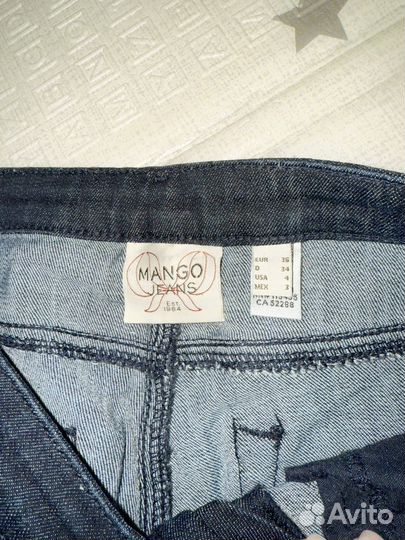 MANGO
JEANS
EST.
1984
EUR 36
D 34
USA 4
MEX 3
CA 52288
Avito